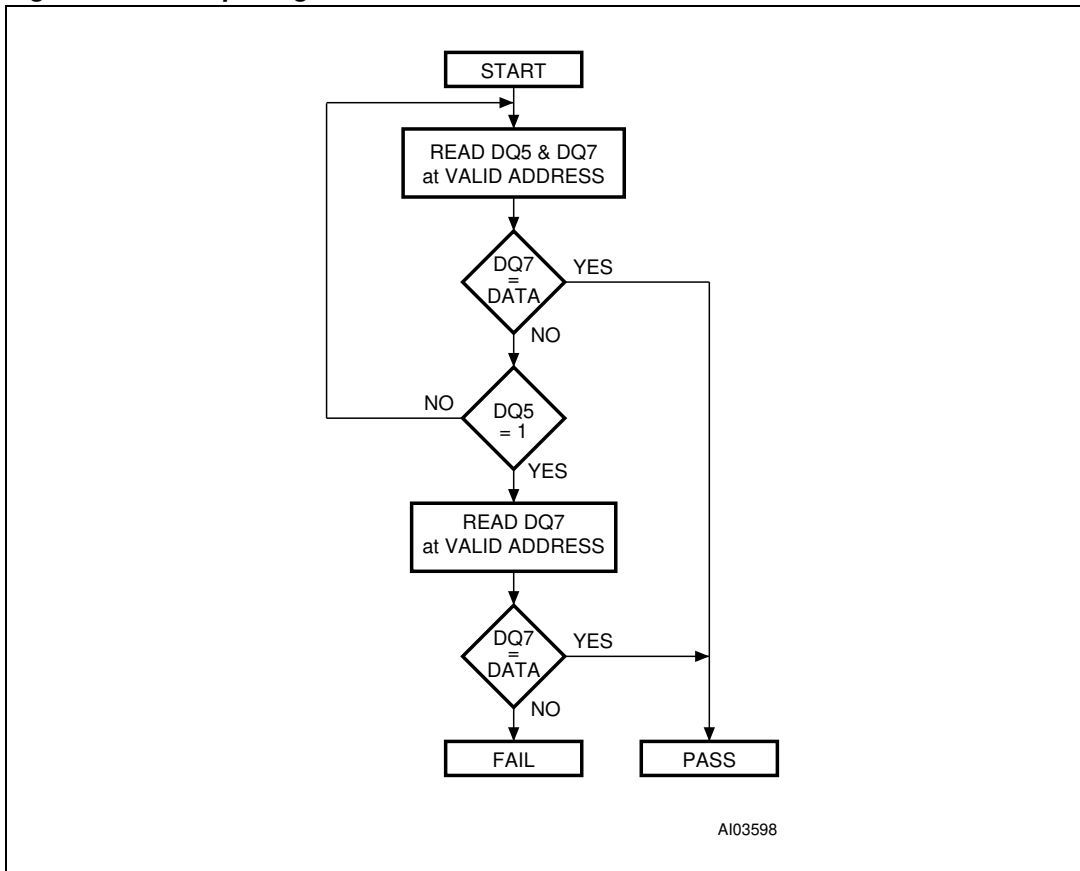 START
READ DQ5 & DQ7
at VALID ADDRESS
DQ7
=
DATA
YES
NO
DQ5
= 1
NO
YES
READ DQ7
at VALID ADDRESS
DQ7
=
DATA
YES
NO
FAIL
PASS
AI03598